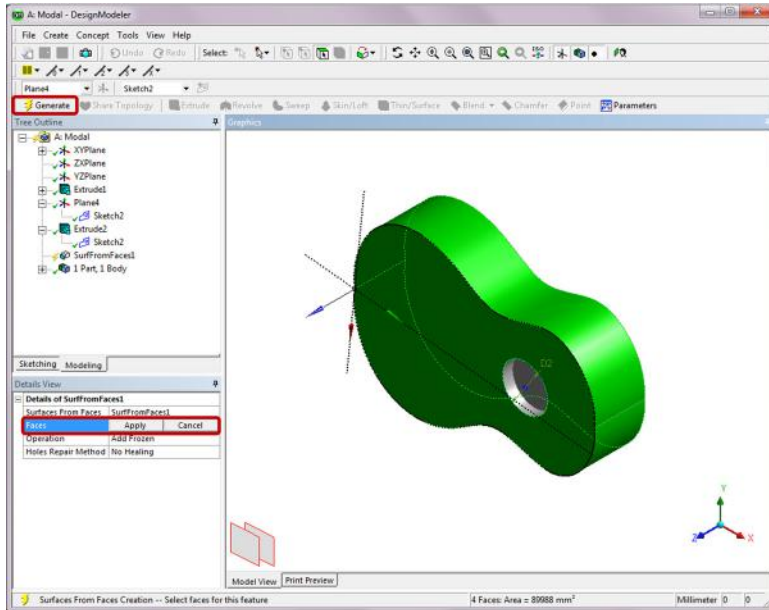 A: Modal - DesignModeler
File Create Concept Tools View Help
Undo Redo Select:
Plane4 Sketch2
Generate Share Topology Extrude Revolve Sweep Skin/Loft Thin/Surface Blend Chamfer Point Parameters
Tree Outline
Graphics
A: Modal
XYPlane
ZXPlane
YZPlane
Extrude1
Plane4
Sketch2
Extrude2
Sketch2
SurfFromFaces1
1 Part, 1 Body
Sketching Modeling
Details View
Details of SurfFromFaces1
Surfaces From Faces SurfFromFaces1
Faces Apply Cancel
Operation Add Frozen
Holes Repair Method No Healing
D2
Y
Z X
Model View Print Preview
Surfaces From Faces Creation -- Select faces for this feature 4 Faces: Area = 89988 mm² Millimeter 0 0